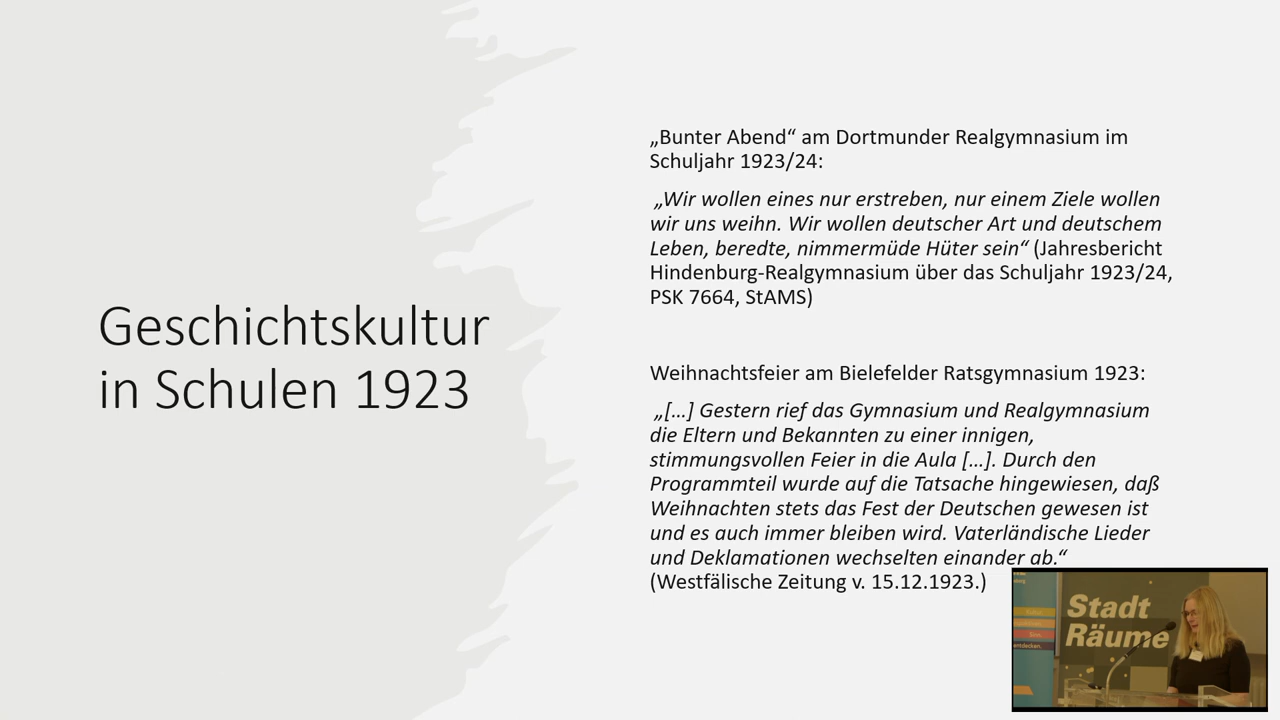 Geschichtskultur
in Schulen 1923
„Bunter Abend“ am Dortmunder Realgymnasium im
Schuljahr 1923/24:
„Wir wollen eines nur erstreben, nur einem Ziele wollen
wir uns weihn. Wir wollen deutscher Art und deutschem
Leben, beredte, nimmermüde Hüter sein“ (Jahresbericht
Hindenburg-Realgymnasium über das Schuljahr 1923/24,
PSK 7664, StAMS)
Weihnachtsfeier am Bielefelder Ratsgymnasium 1923:
„[…] Gestern rief das Gymnasium und Realgymnasium
die Eltern und Bekannten zu einer innigen,
stimmungsvollen Feier in die Aula […]. Durch den
Programmteil wurde auf die Tatsache hingewiesen, daß
Weihnachten stets das Fest der Deutschen gewesen ist
und es auch immer bleiben wird. Vaterländische Lieder
und Deklamationen wechselten einander ab.“
(Westfälische Zeitung v. 15.12.1923.)
Stadt
Räume